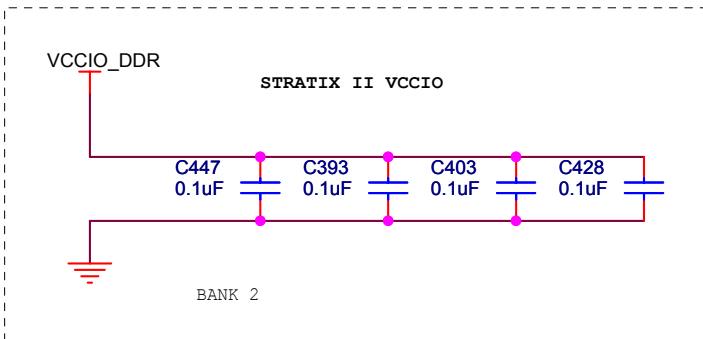 VCCIO_DDR
STRATIX II VCCIO
C447 C393 C403 C428
0.1uF 0.1uF 0.1uF 0.1uF
BANK 2